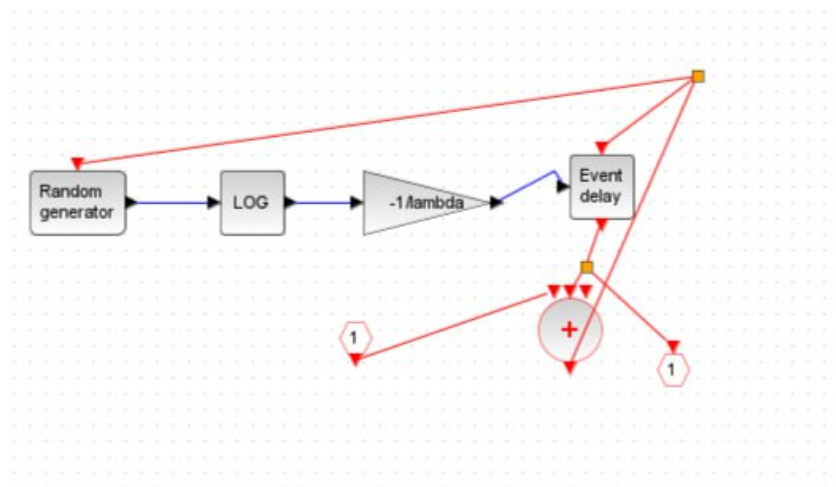 Random
generator
LOG
-1/lambda
Event
delay
1
+
1